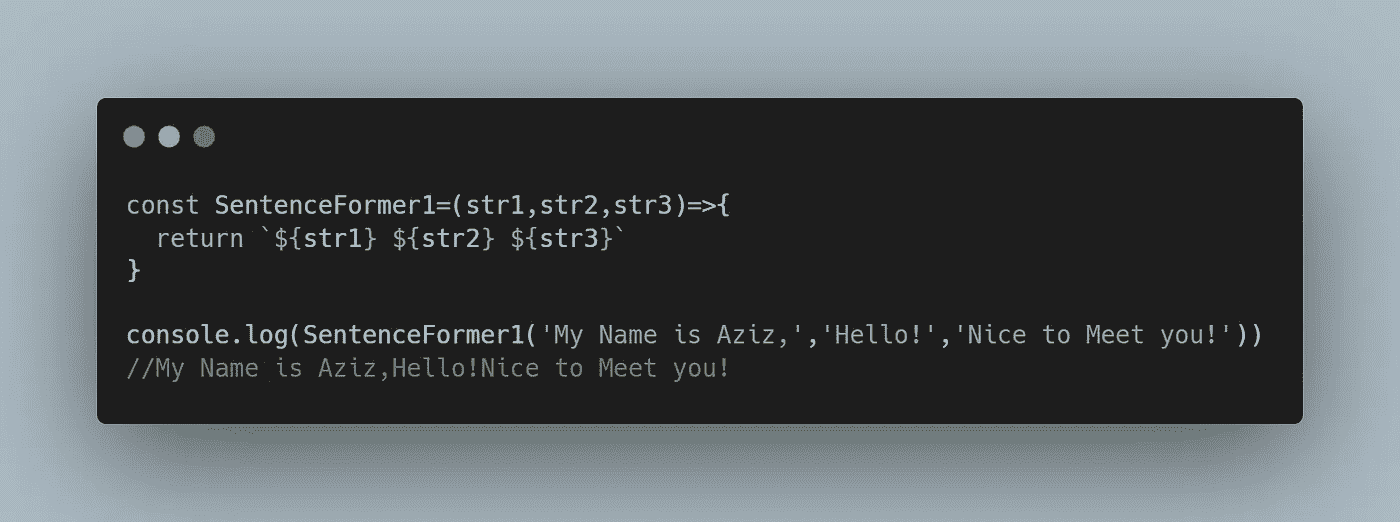 const SentenceFormer1=(str1,str2,str3)=>{
  return `${str1} ${str2} ${str3}`
}
console.log(SentenceFormer1('My Name is Aziz,','Hello!','Nice to Meet you!'))
//My Name is Aziz,Hello!Nice to Meet you!